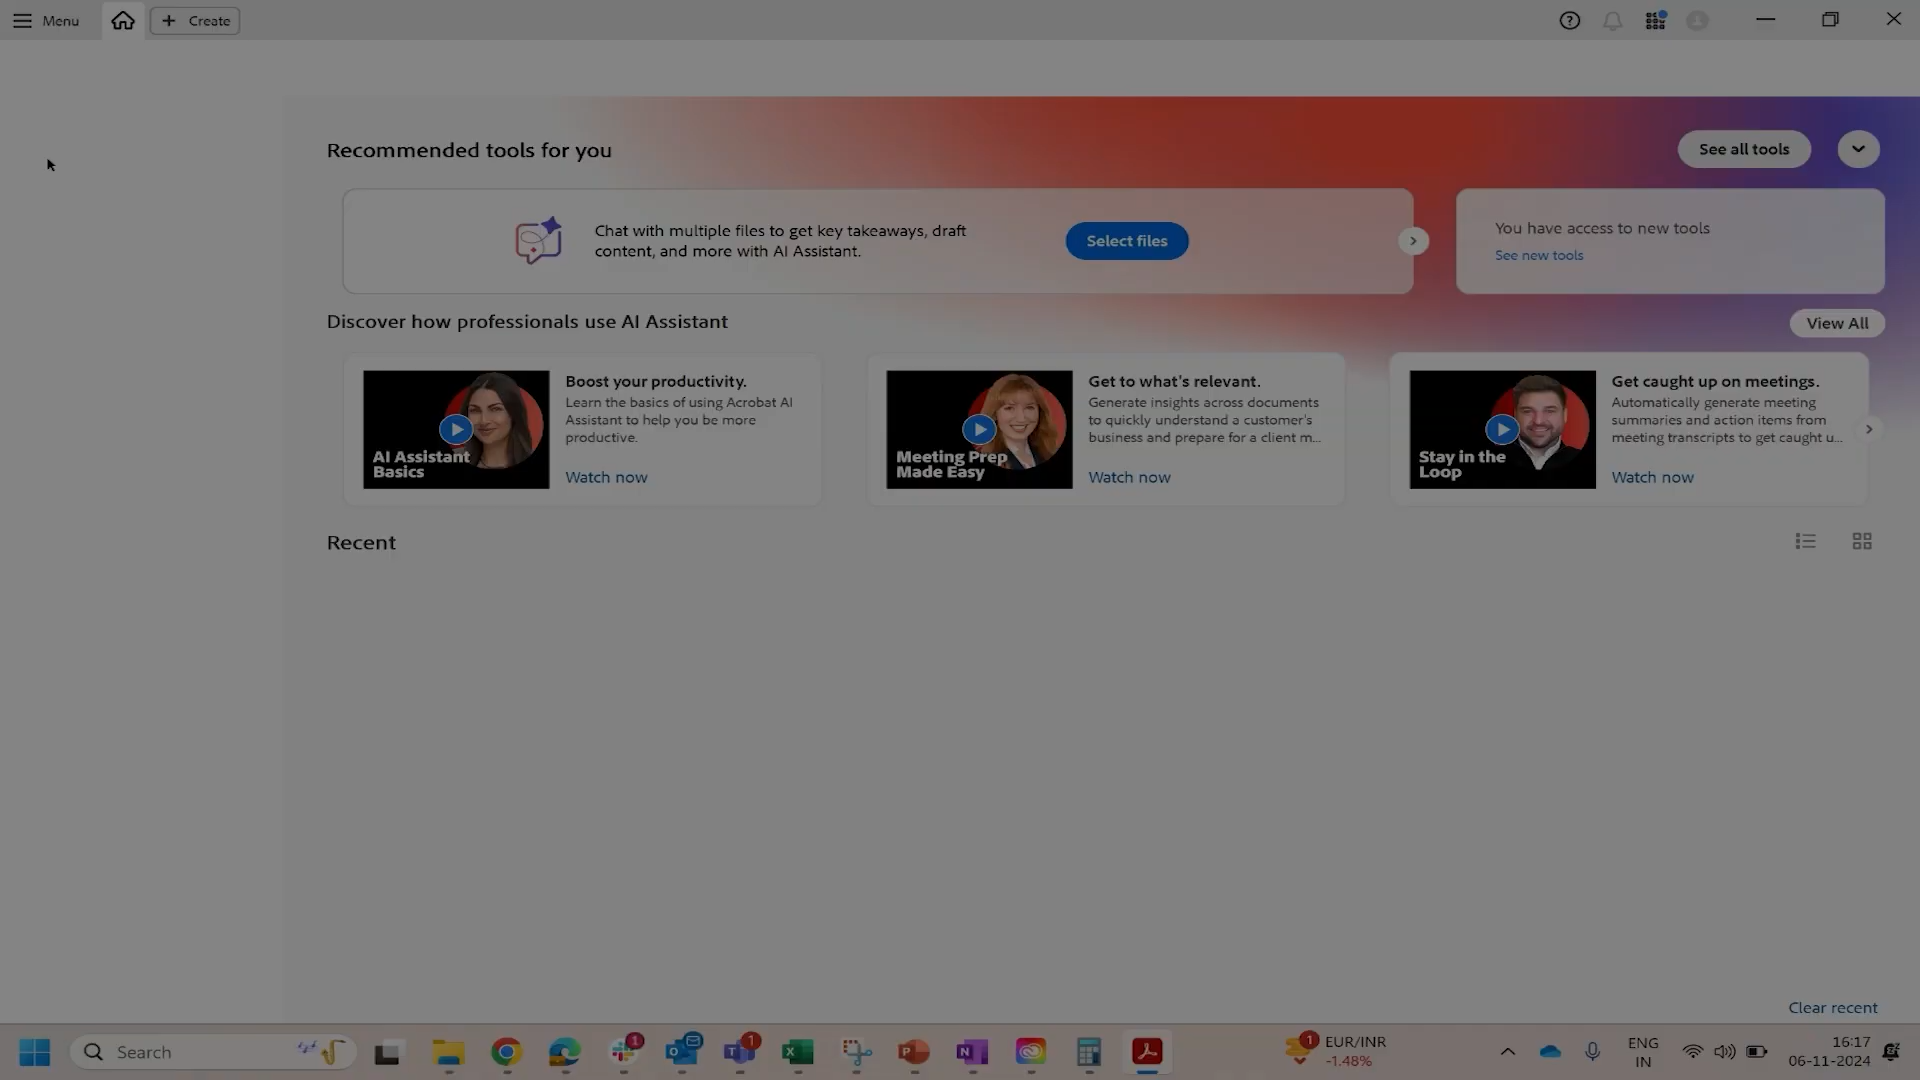 Menu
Create
Recommended tools for you
See all tools
Chat with multiple files to get key takeaways, draft
content, and more with AI Assistant.
Select files
You have access to new tools
See new tools
Discover how professionals use AI Assistant
View All
AI Assistant
Basics
Boost your productivity.
Learn the basics of using Acrobat AI
Assistant to help you be more
productive.
Watch now
Meeting Prep
Made Easy
Get to what's relevant.
Generate insights across documents
to quickly understand a customer's
business and prepare for a client m...
Watch now
Stay in the
Loop
Get caught up on meetings.
Automatically generate meeting
summaries and action items from
meeting transcripts to get caught u...
Watch now
Recent
Clear recent
Search
1
1
1
EUR/INR
-1.48%
ENG
IN
16:17
06-11-2024